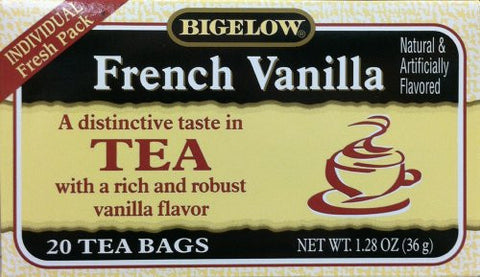 INDIVIDUAL
Fresh Pack
BIGELOW®
French Vanilla
Natural &
Artificially
Flavored
A distinctive taste in
TEA
with a rich and robust
vanilla flavor
20 TEA BAGS
NET WT. 1.28 OZ (36 g)